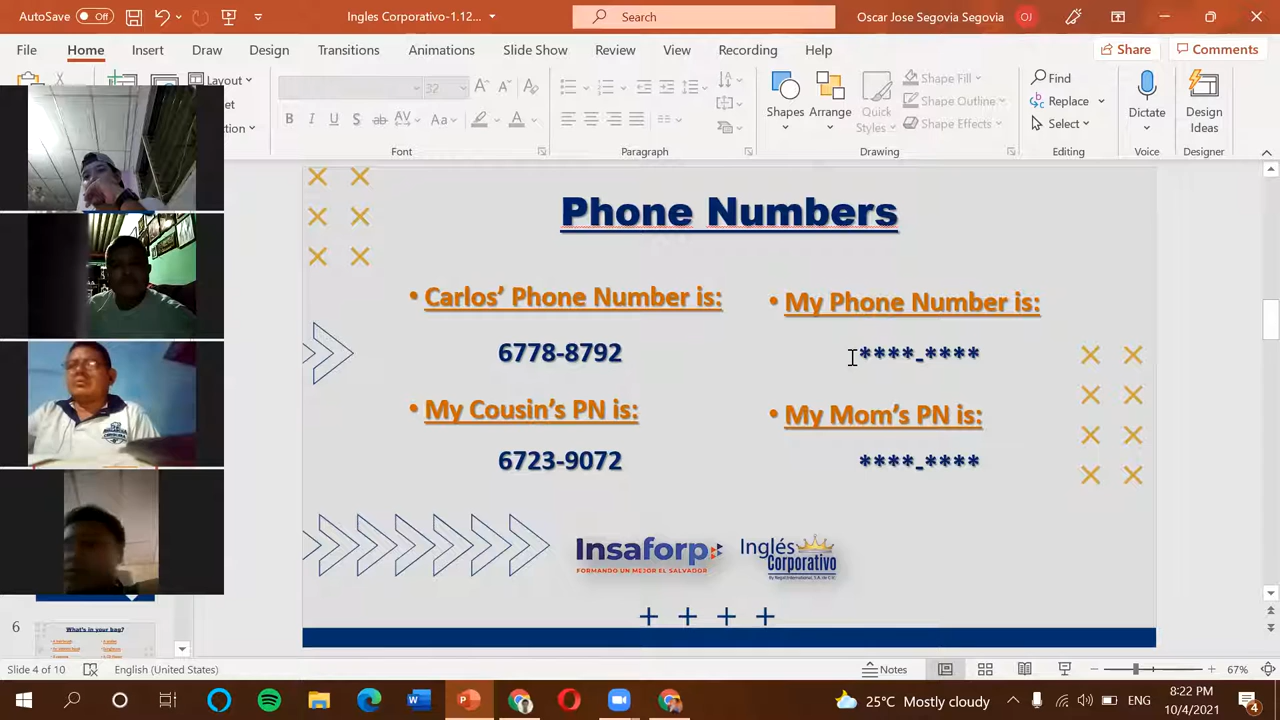 AutoSave Off
Ingles Corporativo-1.12...
Search
Oscar Jose Segovia Segovia OJ
File Home Insert Draw Design Transitions Animations Slide Show Review View Recording Help Share Comments
Layout
Shapes
Arrange
Quick Styles
Shape Fill
Shape Outline
Shape Effects
Find
Replace
Select
Dictate
Design Ideas
B I U S ab AV Aa A
Font Paragraph Drawing Editing Voice Designer
Phone Numbers
• Carlos’ Phone Number is:
6778-8792
• My Cousin’s PN is:
6723-9072
• My Phone Number is:
****-****
• My Mom’s PN is:
****-****
Insaforp
FORMANDO UN MEJOR EL SALVADOR
Inglés
Corporativo
6
What's in your bag?
Slide 4 of 10
English (United States)
Notes
67%
25°C Mostly cloudy
ENG
8:22 PM
10/4/2021
4